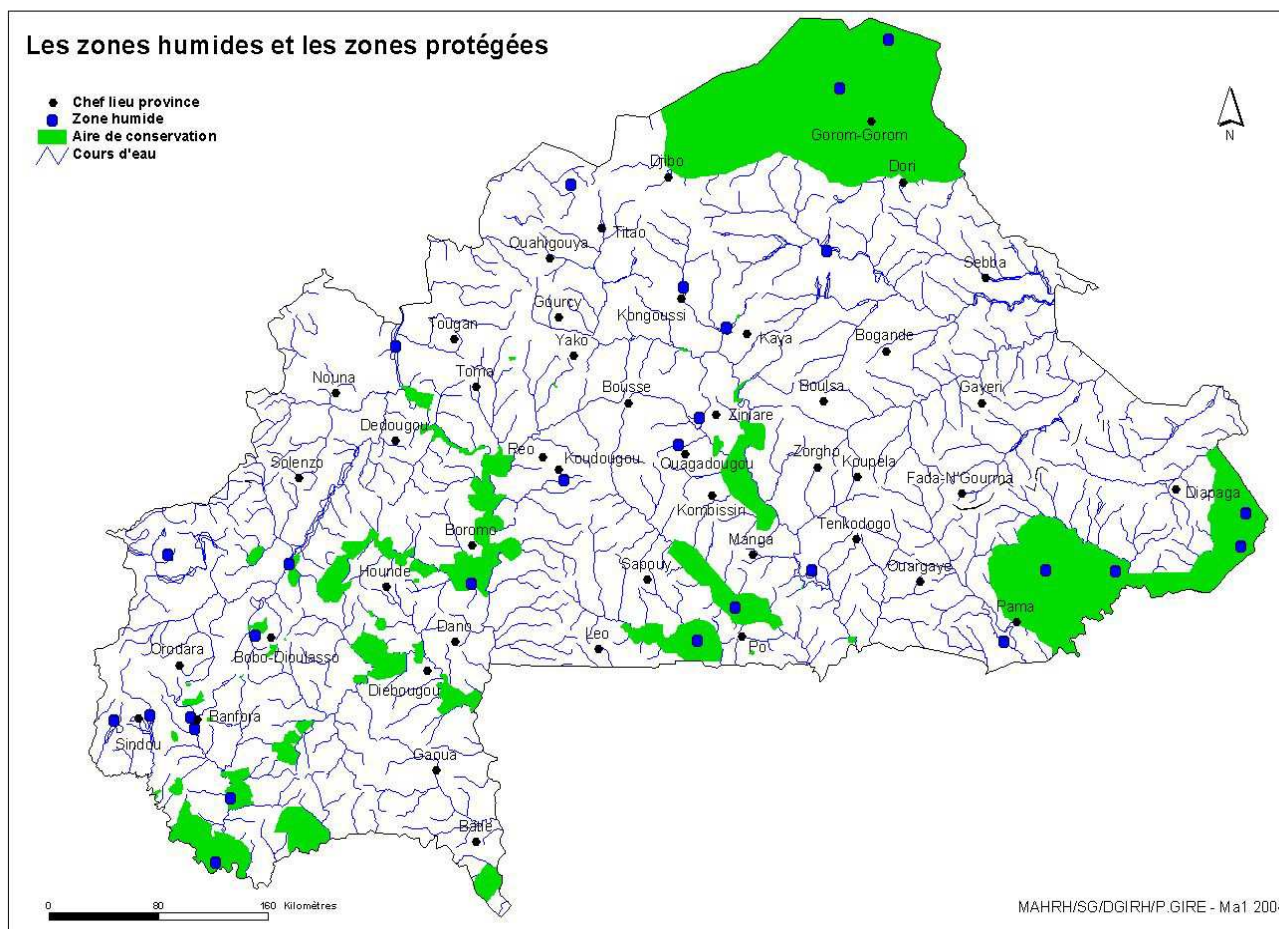 Les zones humides et les zones protégées
Chef lieu province
Zone humide
Aire de conservation
Cours d'eau
N
Gorom-Gorom
Djibo
Dori
Titao
Ouahigouya
Sebba
Gourcy
Kongoussi
Tougan
Kaya
Bogande
Yako
Nouna
Toma
Bousse
Boulsa
Gayeri
Ziniare
Dedougou
Reo
Koudougou
Ouagadougou
Zorgho
Koupela
Solenzo
Fada-N'Gourma
Diapaga
Kombissiri
Tenkodogo
Boromo
Manga
Hounde
Sapouy
Ouargaye
Pama
Dano
Leo
Po
Bobo-Dioulasso
Orodara
Diebougou
Banfora
Sindou
Gaoua
Batie
0 80 160 Kilomètres
MAHRH/SG/DGIRH/P.GIRE - Ma1 2004